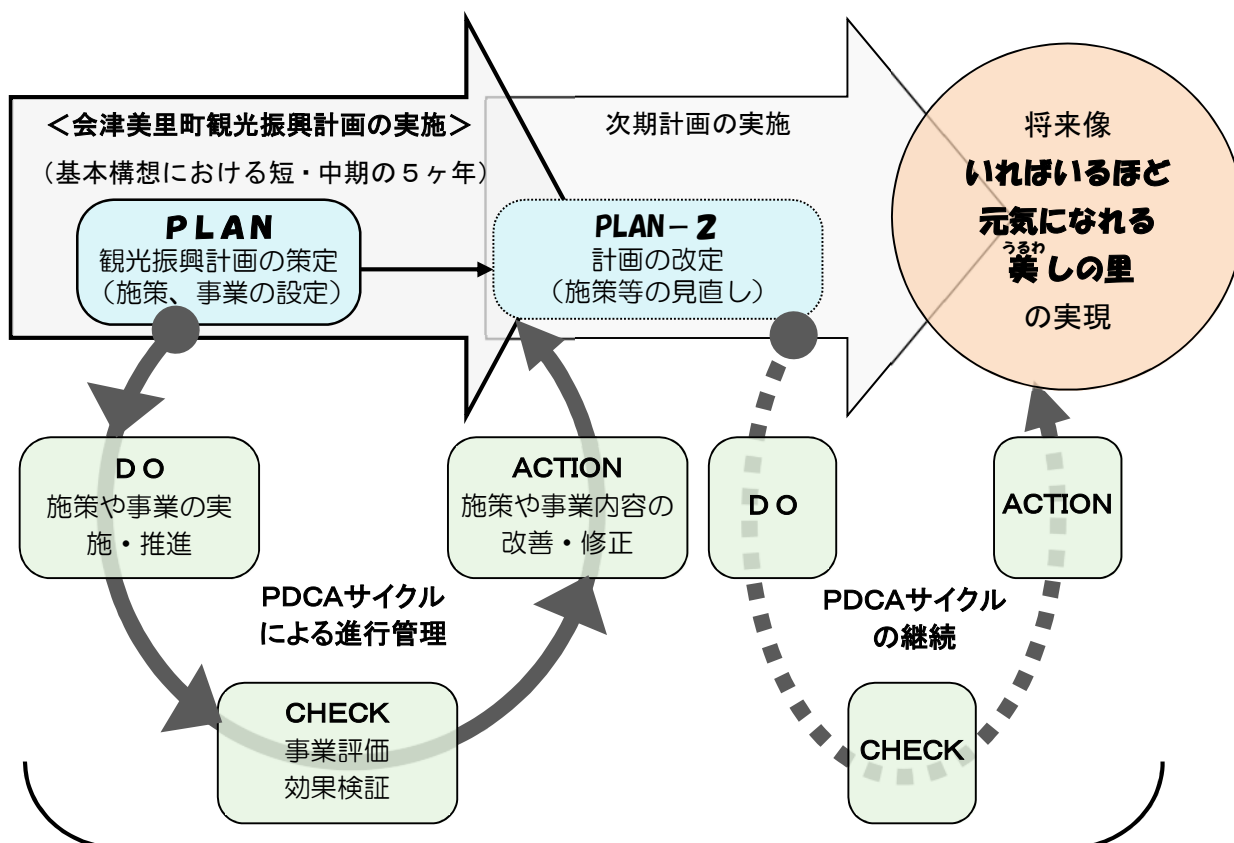 ＜会津美里町観光振興計画の実施＞
（基本構想における短・中期の５ヶ年）
PLAN
観光振興計画の策定
（施策、事業の設定）
次期計画の実施
PLAN－2
計画の改定
（施策等の見直し）
将来像
いればいるほど
元気になれる
うるわ
美しの里
の実現
ＤＯ
施策や事業の実
施・推進
ACTION
施策や事業内容の
改善・修正
PDCAサイクル
による進行管理
CHECK
事業評価
効果検証
ＤＯ
ACTION
PDCAサイクル
の継続
CHECK